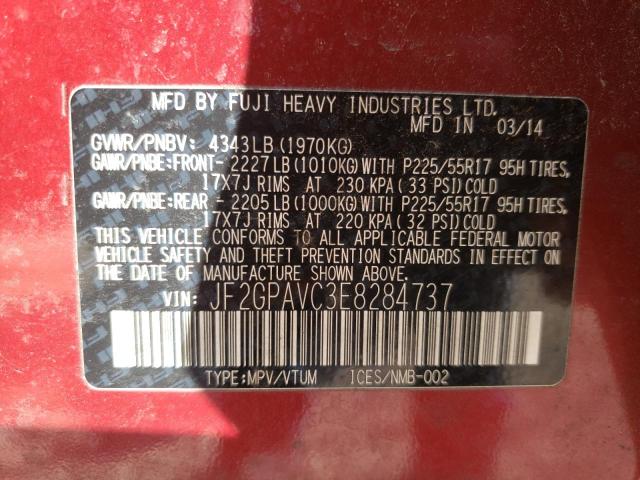 MFD BY FUJI HEAVY INDUSTRIES LTD.
MFD IN 03/14
GVWR/PNBV: 4343LB(1970KG)
GAWR/PNBE:FRONT- 2227LB(1010KG)WITH P225/55R17 95H TIRES,
17X7J RIMS AT 230 KPA( 33 PSI)COLD
GAWR/PNBE:REAR - 2205LB(1000KG)WITH P225/55R17 95H TIRES,
17X7J RIMS AT 220 KPA( 32 PSI)COLD
THIS VEHICLE CONFORMS TO ALL APPLICABLE FEDERAL MOTOR
VEHICLE SAFETY AND THEFT PREVENTION STANDARDS IN EFFECT ON
THE DATE OF MANUFACTURE SHOWN ABOVE.
VIN: JF2GPAVC3E8284737
TYPE:MPV/VTUM ICES/NMB-002